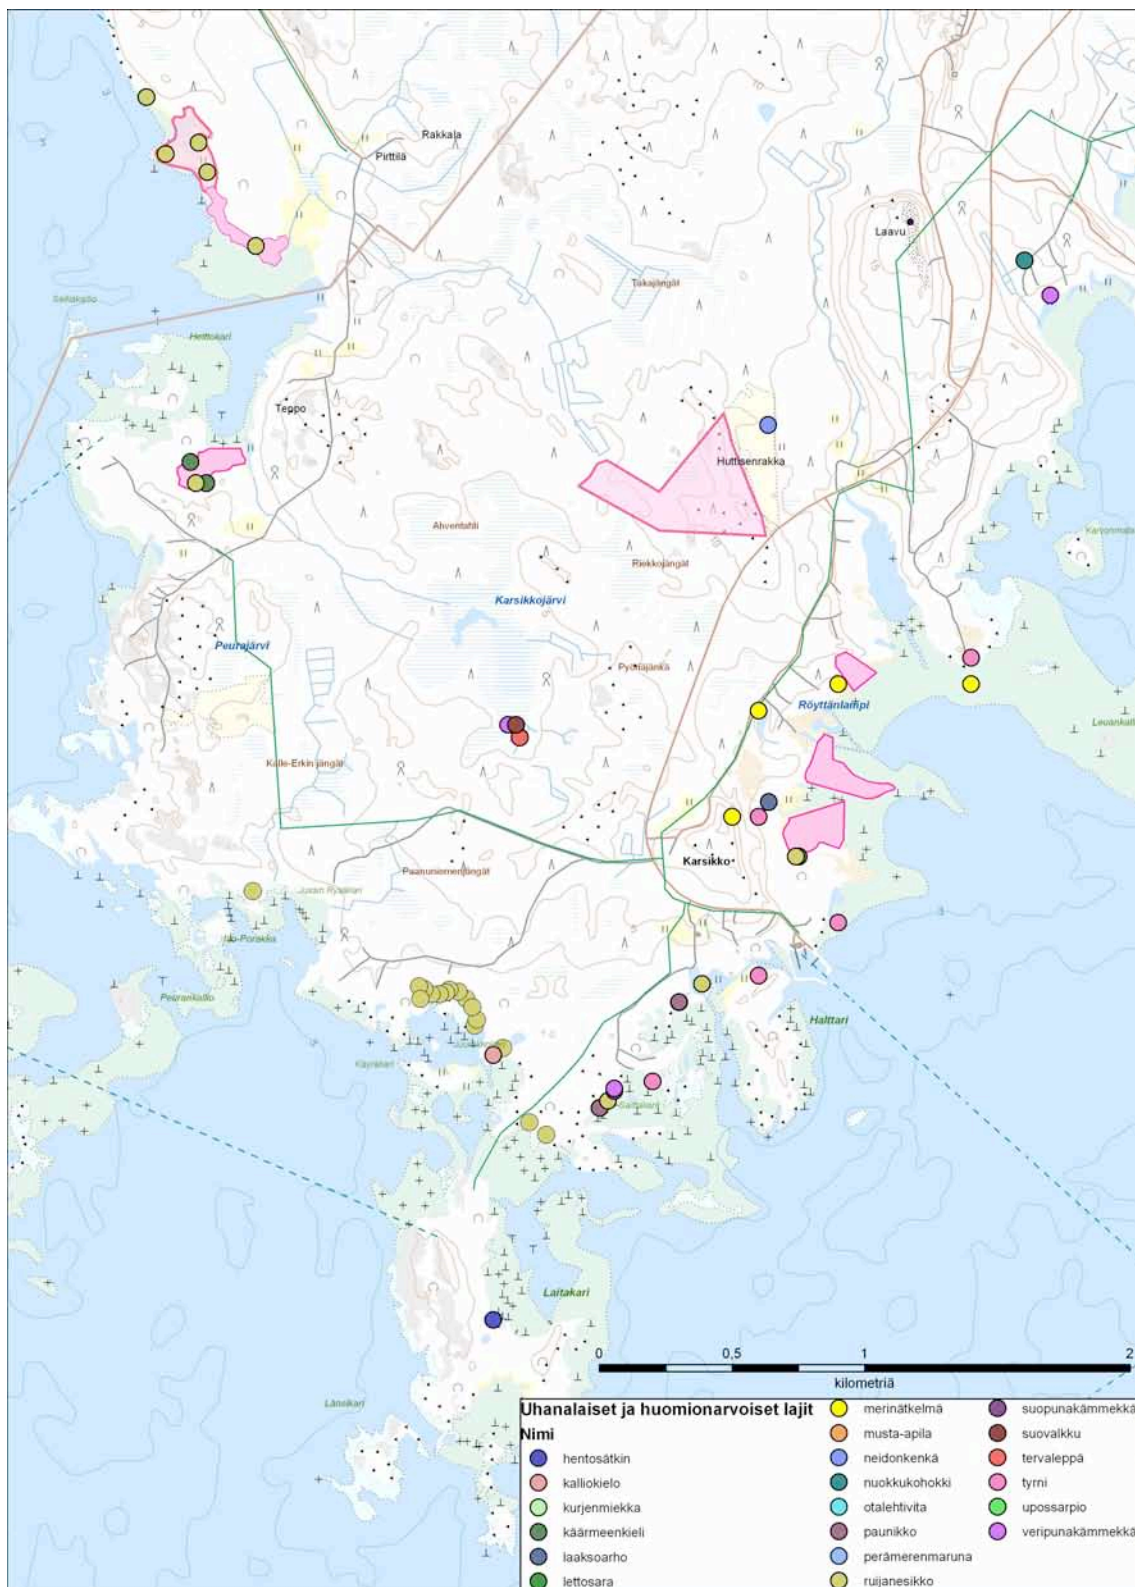 Rakkala
Pirttilä
Laavu
Takajängät
Heittokari
Teppo
Huttisenrakka
Ahventahti
Riekkojängät
Karsikkojärvi
Peurajärvi
Röyttänlampi
Kalle-Erkin jängät
Karsikko
Paanuniemenjängät
Peurankallio
Halttari
Laitakari
Länsikari
0 0,5 1 2
kilometriä
Uhanalaiset ja huomionarvoiset lajit
Nimi
hentosätkin
kalliokielo
kurjenmiekka
käärmeenkieli
laaksoarho
lettosara
merinätkelmä
musta-apila
neidonkenkä
nuokkukohokki
otalehtivita
paunikko
perämerenmaruna
ruijanesikko
suopunakämmekkä
suovalkku
tervaleppä
tyrni
upossarpio
veripunakämmekkä